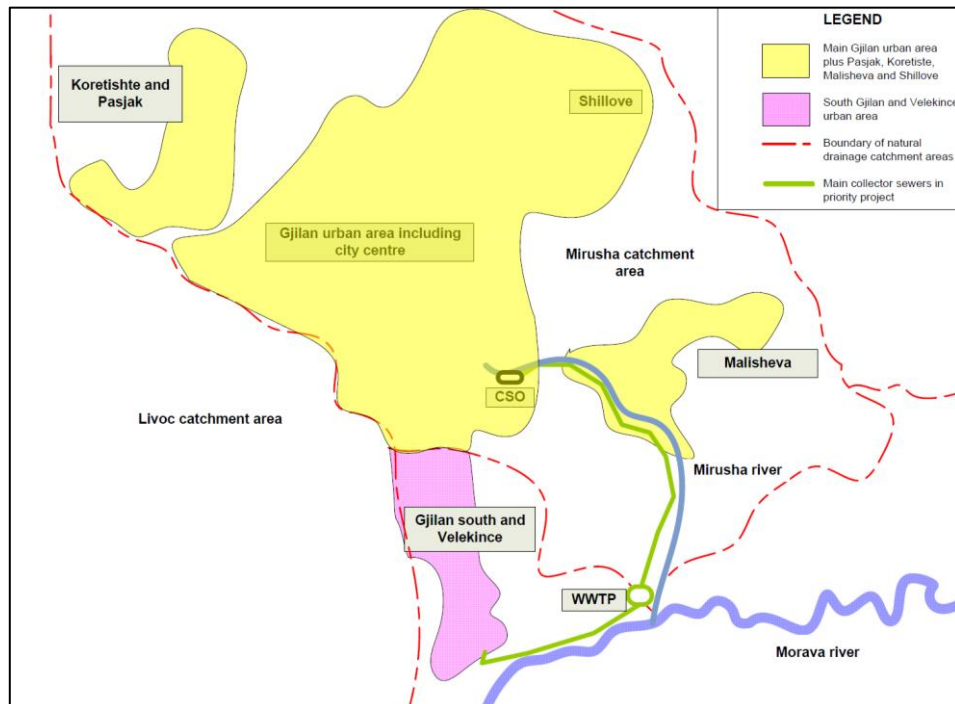 LEGEND
Main Gjilan urban area
plus Pasjak, Koretiste,
Malisheva and Shillove
South Gjilan and Velekince
urban area
Boundary of natural
drainage catchment areas
Main collector sewers in
priority project
Koretishte and
Pasjak
Shillove
Gjilan urban area including
city centre
Mirusha catchment
area
Malisheva
CSO
Livoc catchment area
Mirusha river
Gjilan south and
Velekince
WWTP
Morava river